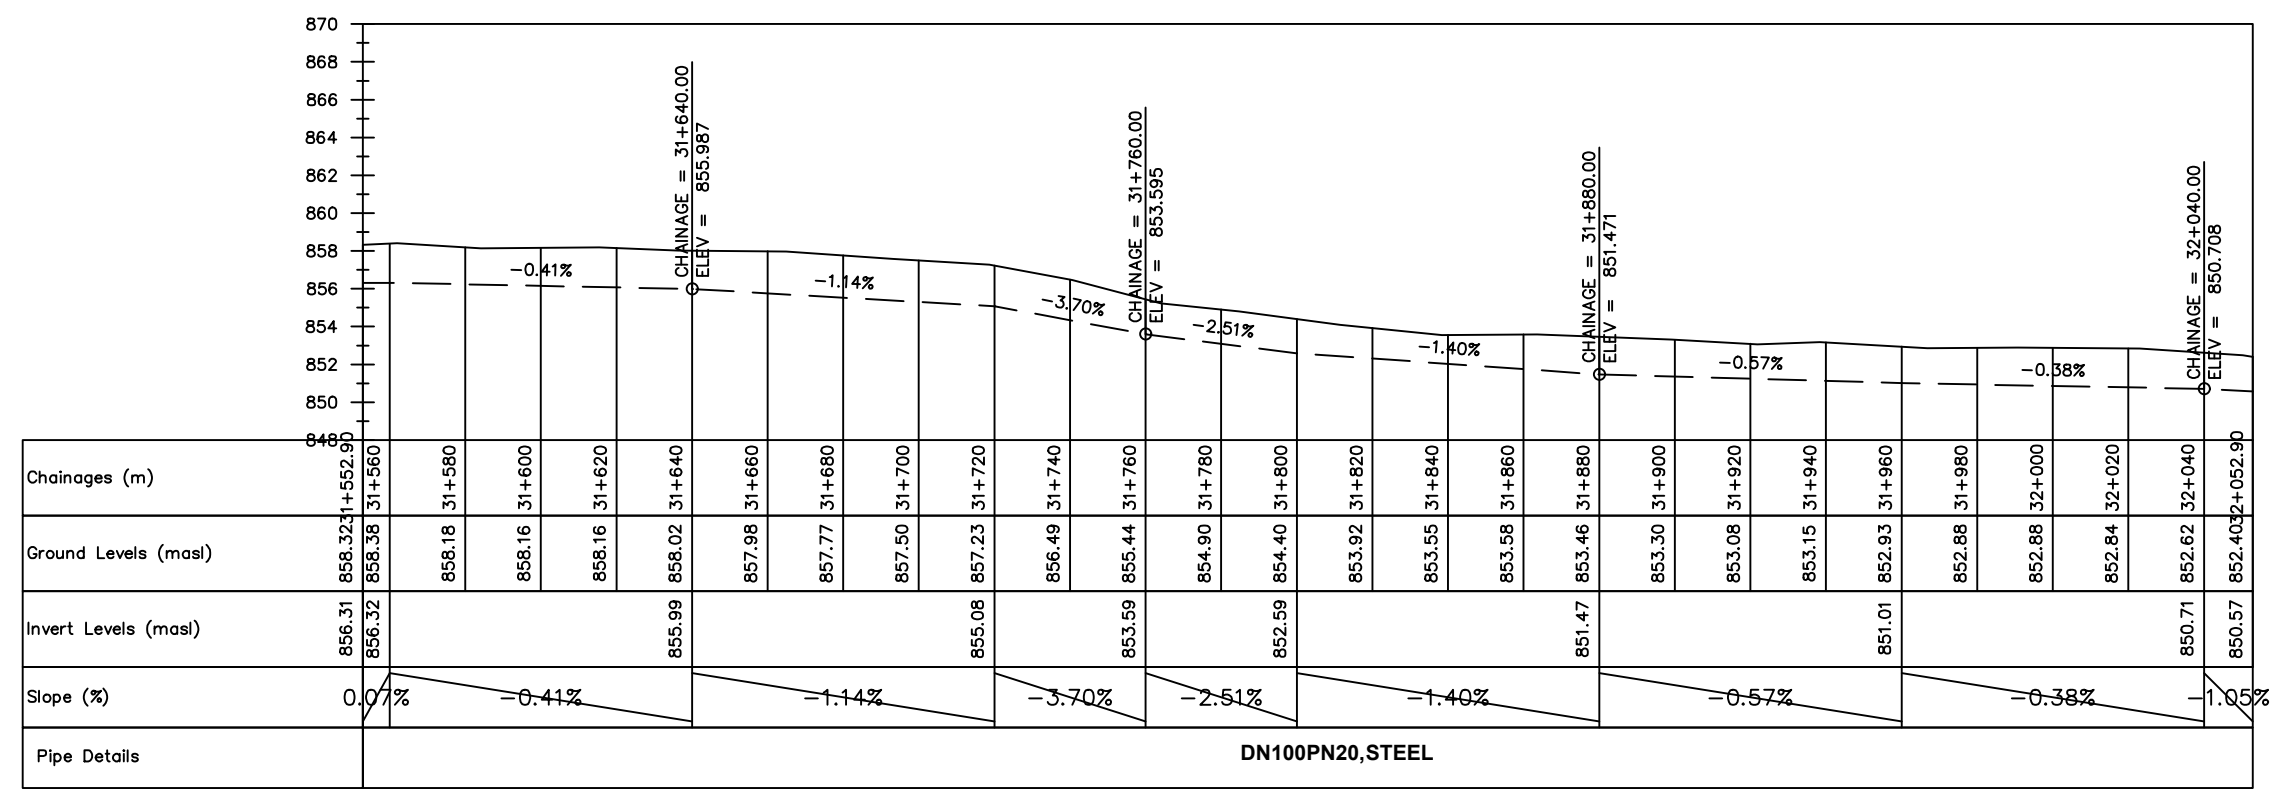 870
868
866
864
862
860
858
856
854
852
850
848
CHAINAGE = 31+640.00
ELEV = 855.987
CHAINAGE = 31+760.00
ELEV = 853.595
CHAINAGE = 31+880.00
ELEV = 851.471
CHAINAGE = 32+040.00
ELEV = 850.708
-0.41%
-1.14%
-3.70%
-2.51%
-1.40%
-0.57%
-0.38%
Chainages (m) 31+552.90 31+560 31+580 31+600 31+620 31+640 31+660 31+680 31+700 31+720 31+740 31+760 31+780 31+800 31+820 31+840 31+860 31+880 31+900 31+920 31+940 31+960 31+980 32+000 32+020 32+040 32+052.90
Ground Levels (masl) 858.32 858.38 858.18 858.16 858.16 858.02 857.98 857.77 857.50 857.23 856.49 855.44 854.90 854.40 853.92 853.55 853.58 853.46 853.30 853.08 853.15 852.93 852.88 852.88 852.84 852.62 852.40
Invert Levels (masl) 856.31 856.32 855.99 855.08 853.59 852.59 851.47 851.01 850.71 850.57
Slope (%) 0.07% -0.41% -1.14% -3.70% -2.51% -1.40% -0.57% -0.38% -1.05%
Pipe Details DN100PN20,STEEL